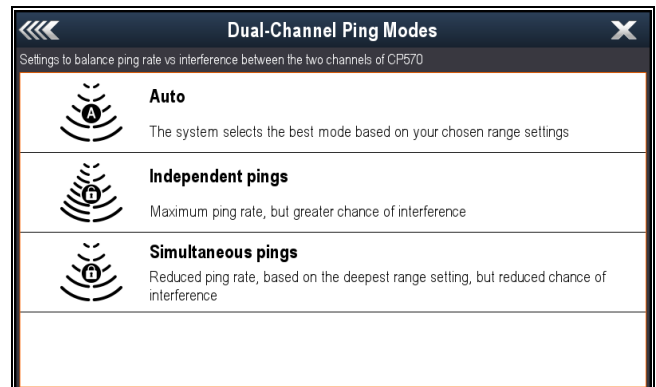 Dual-Channel Ping Modes
Settings to balance ping rate vs interference between the two channels of CP570
A
Auto
The system selects the best mode based on your chosen range settings
Independent pings
Maximum ping rate, but greater chance of interference
Simultaneous pings
Reduced ping rate, based on the deepest range setting, but reduced chance of
interference